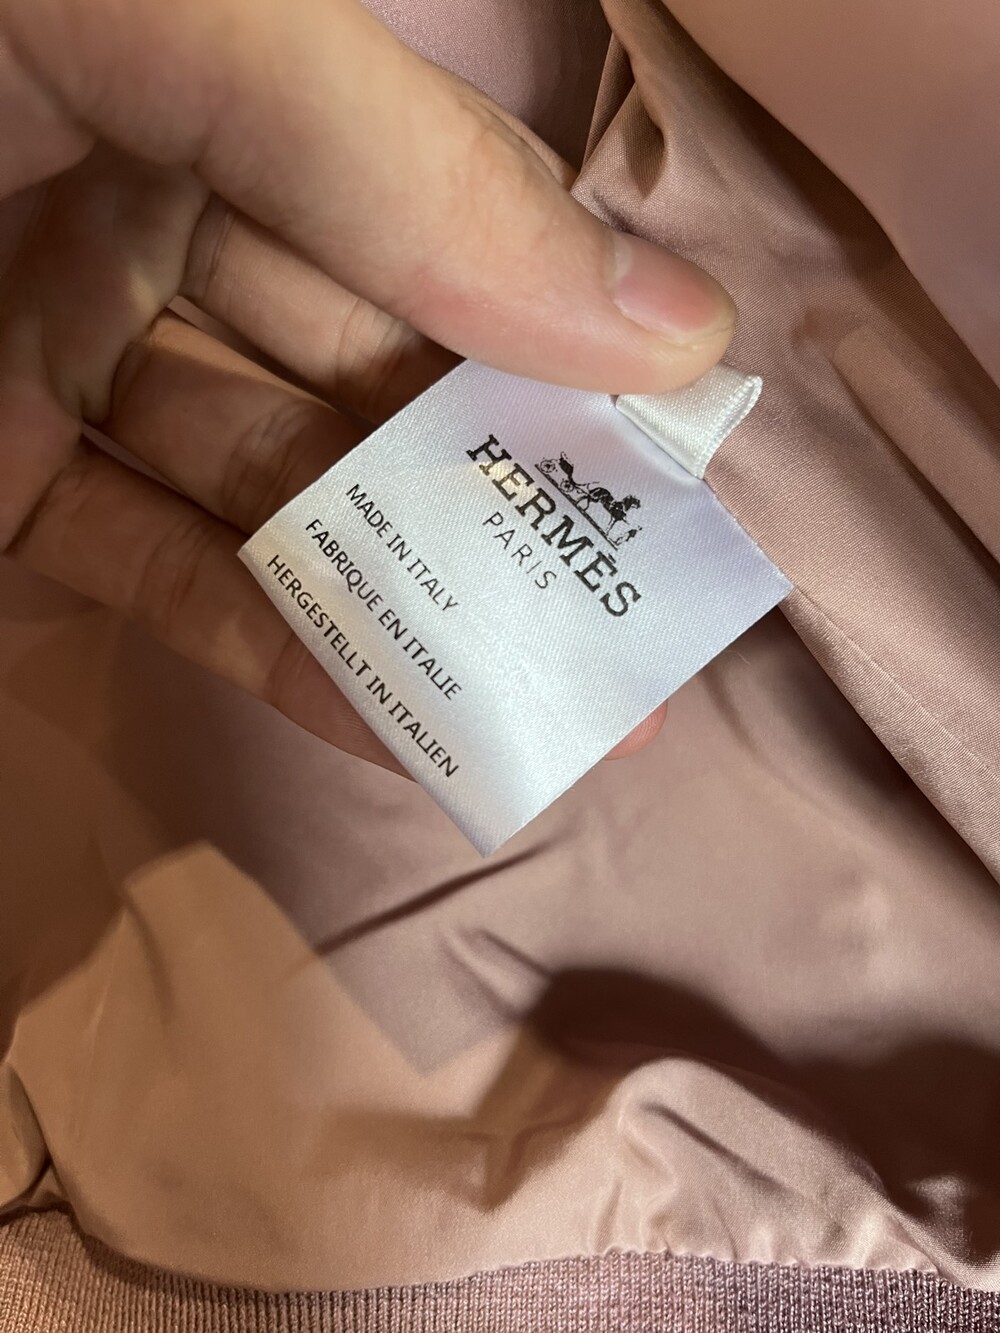 HERMÈS
PARIS
MADE IN ITALY
FABRIQUE EN ITALIE
HERGESTELLT IN ITALIEN